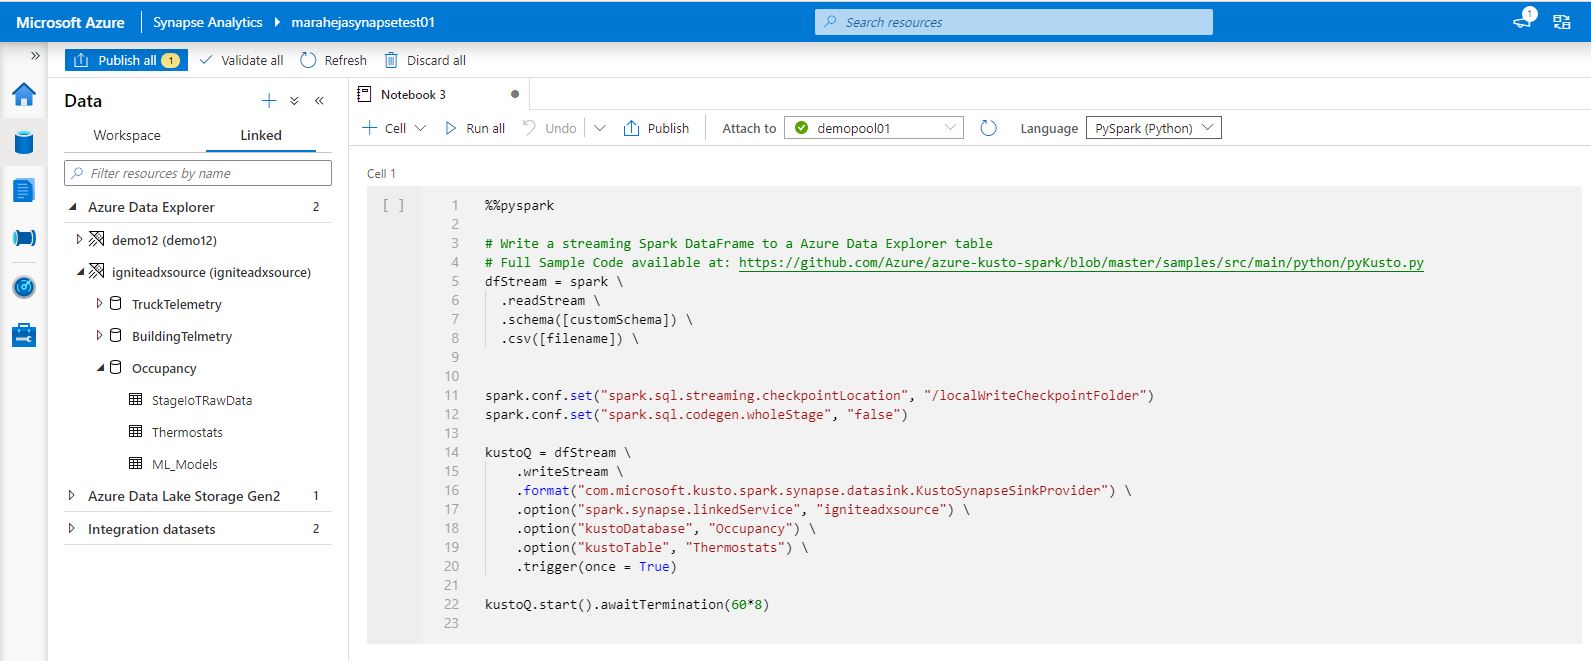 Microsoft Azure
Synapse Analytics
marahejasynapsetest01
Search resources
1
Publish all 1
Validate all
Refresh
Discard all
Data
Workspace
Linked
Filter resources by name
Azure Data Explorer 2
demo12 (demo12)
igniteadxsource (igniteadxsource)
TruckTelemetry
BuildingTelmetry
Occupancy
StageIoTRawData
Thermostats
ML_Models
Azure Data Lake Storage Gen2 1
Integration datasets 2
Notebook 3
Cell
Run all
Undo
Publish
Attach to
demopool01
Language
PySpark (Python)
Cell 1
[ ]
1 %%pyspark
2
3 # Write a streaming Spark DataFrame to a Azure Data Explorer table
4 # Full Sample Code available at: https://github.com/Azure/azure-kusto-spark/blob/master/samples/src/main/python/pyKusto.py
5 dfStream = spark \
6 .readStream \
7 .schema([customSchema]) \
8 .csv([filename]) \
9
10
11 spark.conf.set("spark.sql.streaming.checkpointLocation", "/localWriteCheckpointFolder")
12 spark.conf.set("spark.sql.codegen.wholeStage", "false")
13
14 kustoQ = dfStream \
15 .writeStream \
16 .format("com.microsoft.kusto.spark.synapse.datasink.KustoSynapseSinkProvider") \
17 .option("spark.synapse.linkedService", "igniteadxsource") \
18 .option("kustoDatabase", "Occupancy") \
19 .option("kustoTable", "Thermostats") \
20 .trigger(once = True)
21
22 kustoQ.start().awaitTermination(60*8)
23